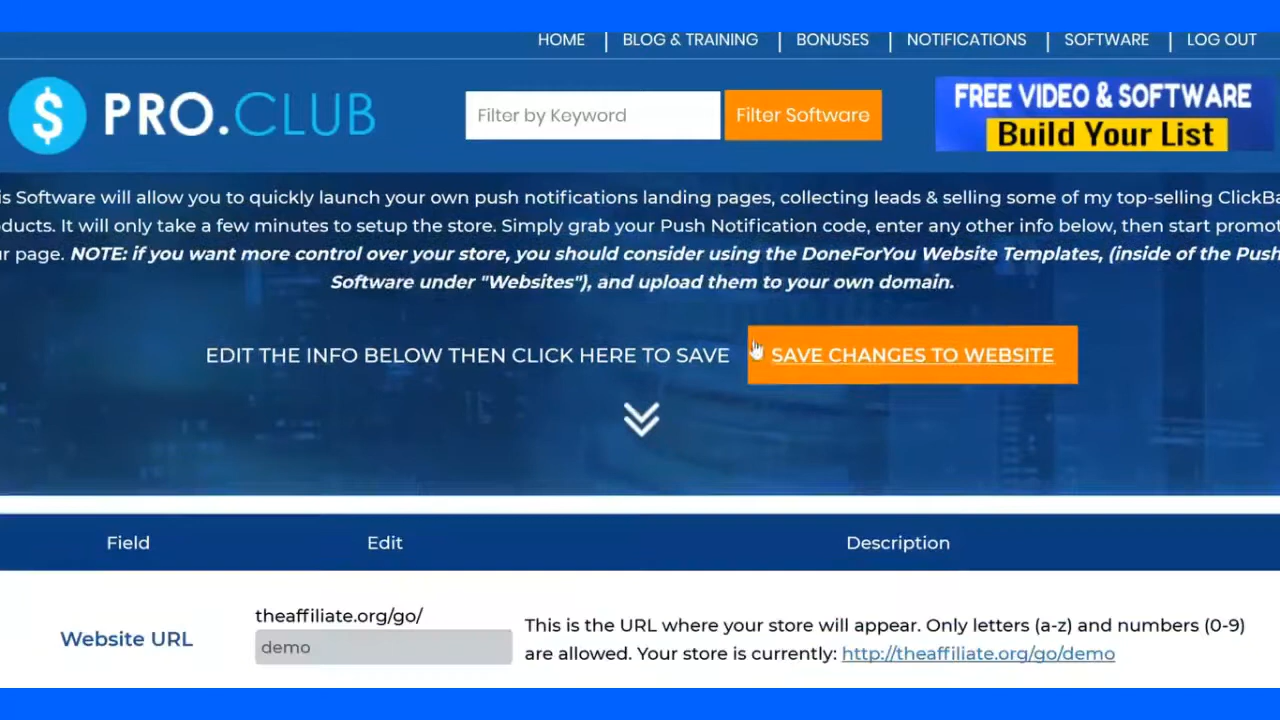 HOME | BLOG & TRAINING | BONUSES | NOTIFICATIONS | SOFTWARE | LOG OUT
$ PRO.CLUB
Filter by Keyword
Filter Software
FREE VIDEO & SOFTWARE
Build Your List
is Software will allow you to quickly launch your own push notifications landing pages, collecting leads & selling some of my top-selling ClickBa
ducts. It will only take a few minutes to setup the store. Simply grab your Push Notification code, enter any other info below, then start promot
r page. NOTE: if you want more control over your store, you should consider using the DoneForYou Website Templates, (inside of the Push
Software under "Websites"), and upload them to your own domain.
EDIT THE INFO BELOW THEN CLICK HERE TO SAVE
SAVE CHANGES TO WEBSITE
Field
Edit
Description
Website URL
theaffiliate.org/go/
demo
This is the URL where your store will appear. Only letters (a-z) and numbers (0-9)
are allowed. Your store is currently: http://theaffiliate.org/go/demo